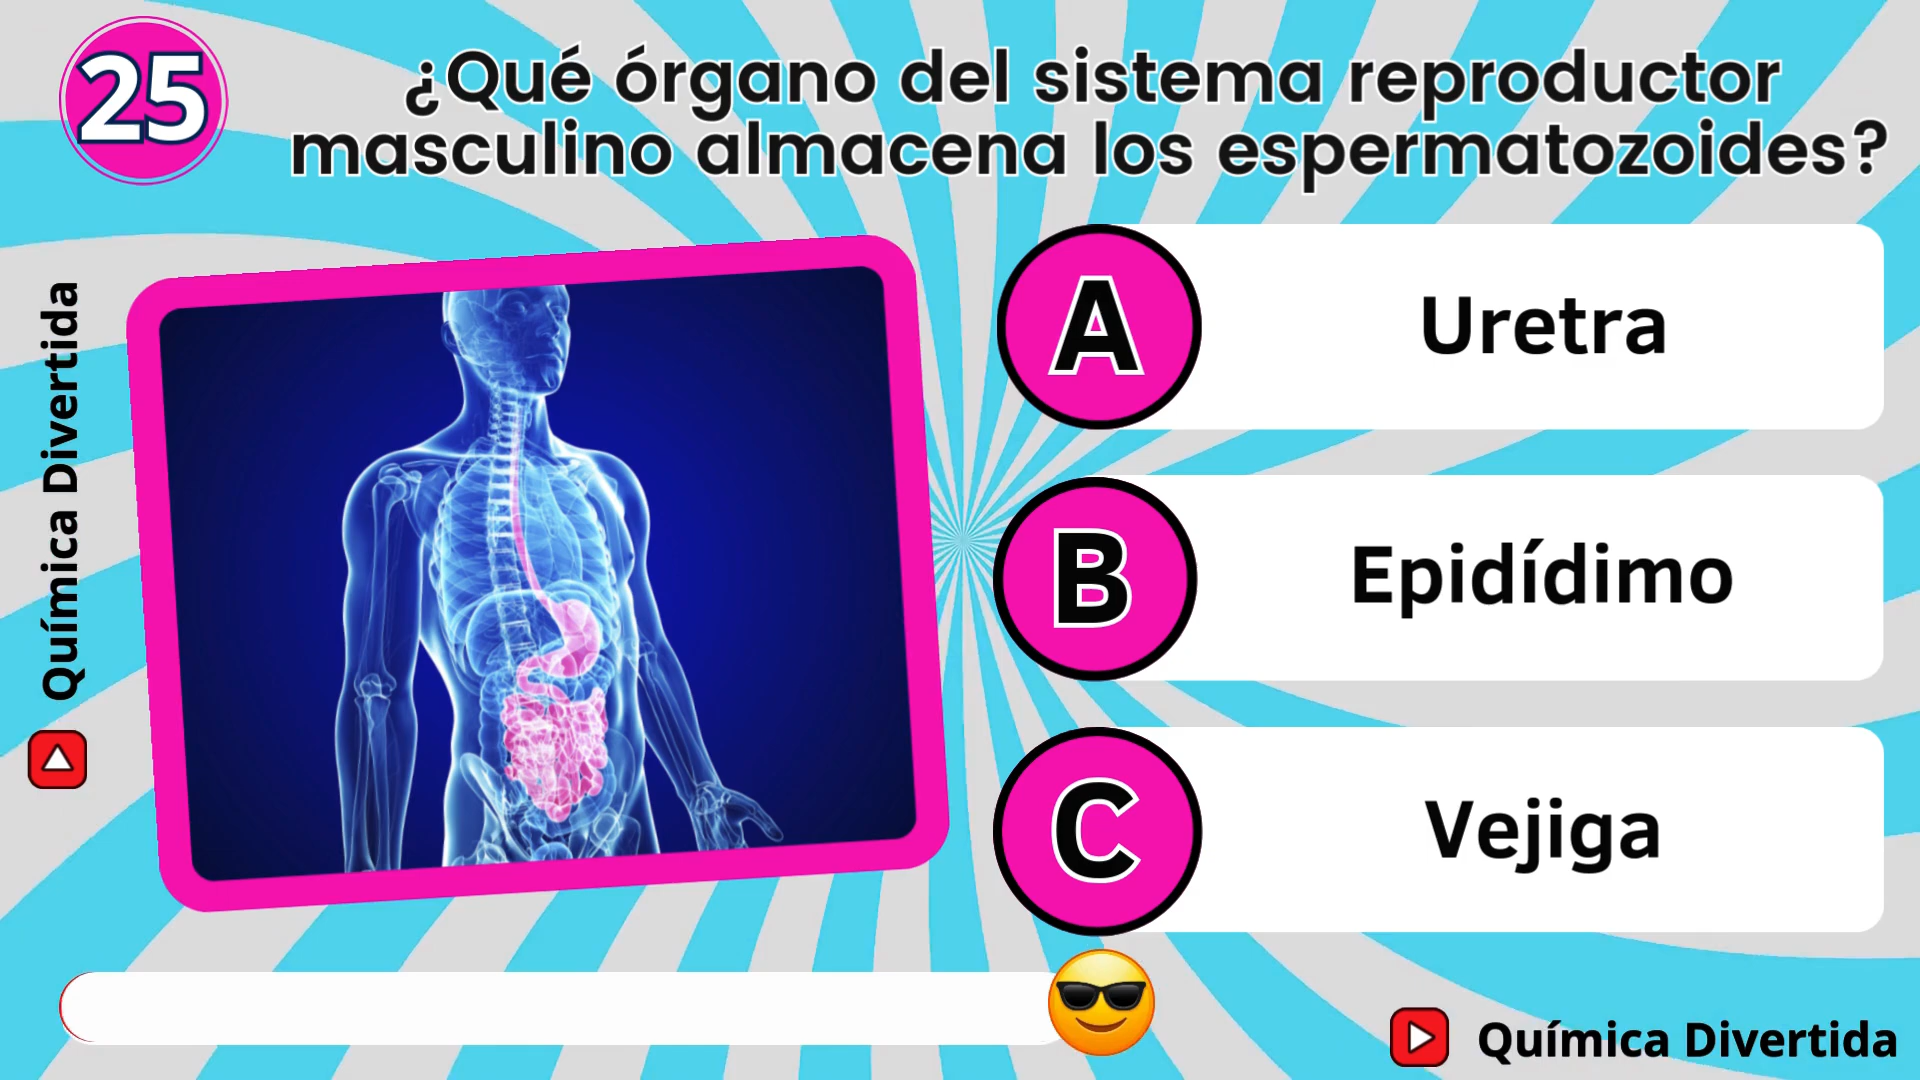 25
¿Qué órgano del sistema reproductor
masculino almacena los espermatozoides?
A
Uretra
B
Epidídimo
C
Vejiga
Química Divertida
Química Divertida